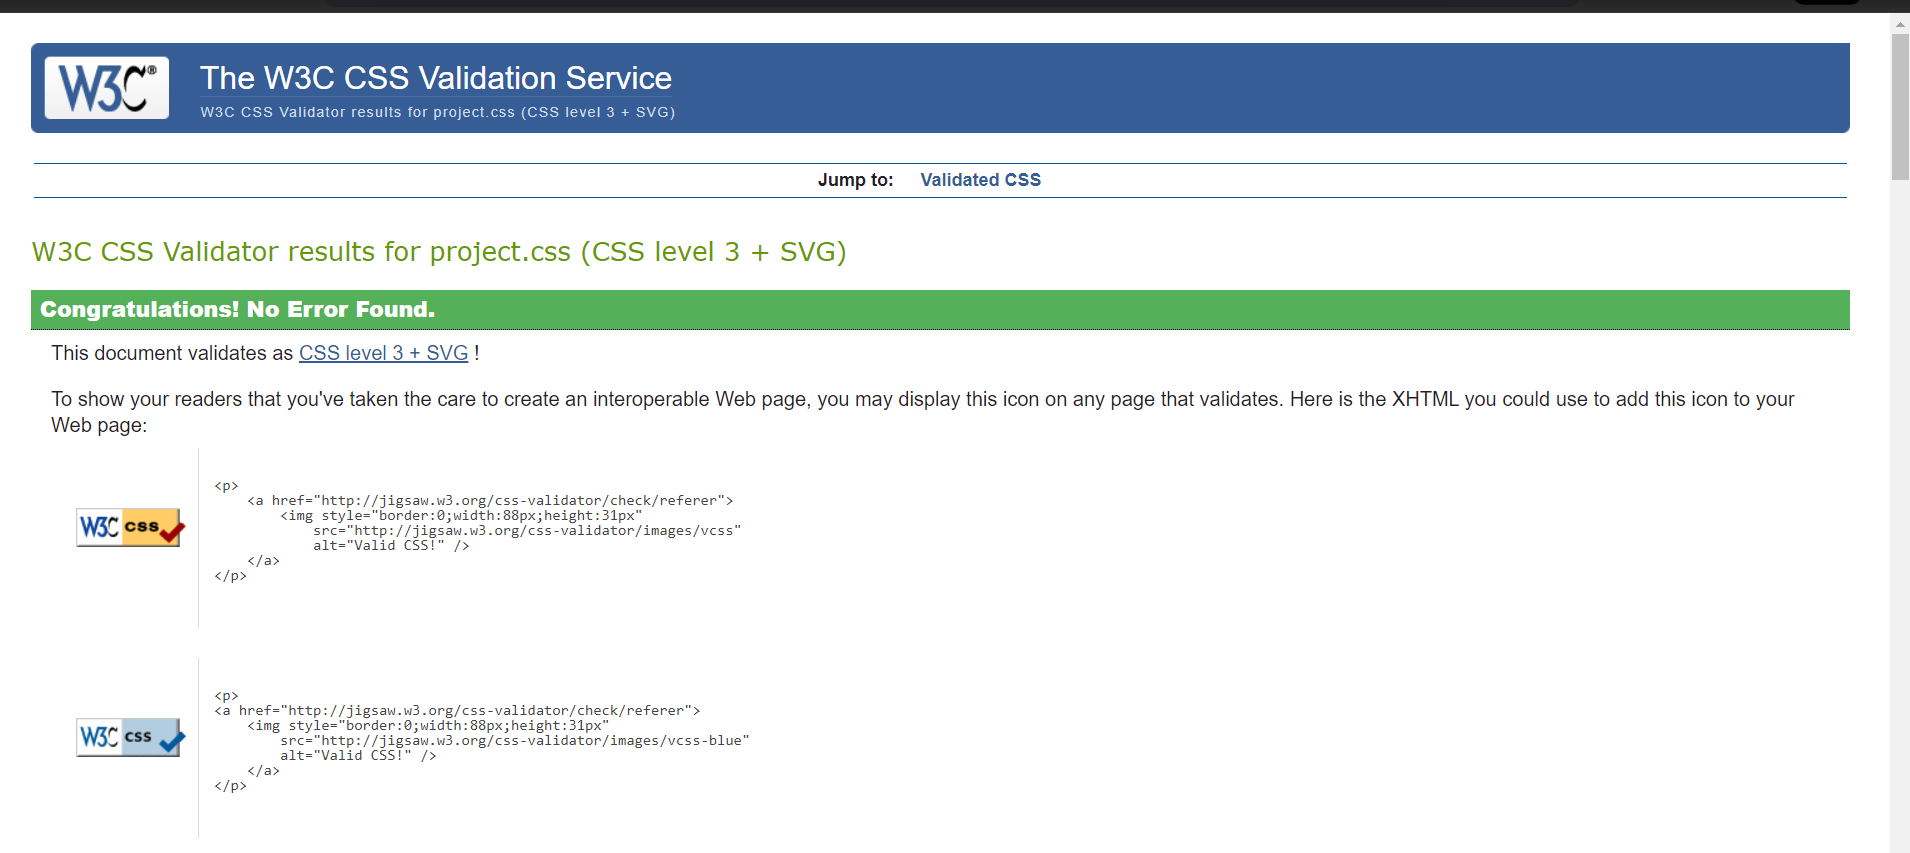 W3C®
The W3C CSS Validation Service
W3C CSS Validator results for project.css (CSS level 3 + SVG)
Jump to: Validated CSS
W3C CSS Validator results for project.css (CSS level 3 + SVG)
Congratulations! No Error Found.
This document validates as CSS level 3 + SVG !
To show your readers that you've taken the care to create an interoperable Web page, you may display this icon on any page that validates. Here is the XHTML you could use to add this icon to your
Web page:
W3C css
<p>
    <a href="http://jigsaw.w3.org/css-validator/check/referer">
        <img style="border:0;width:88px;height:31px"
            src="http://jigsaw.w3.org/css-validator/images/vcss"
            alt="Valid CSS!" />
    </a>
</p>
W3C css
<p>
<a href="http://jigsaw.w3.org/css-validator/check/referer">
    <img style="border:0;width:88px;height:31px"
        src="http://jigsaw.w3.org/css-validator/images/vcss-blue"
        alt="Valid CSS!" />
    </a>
</p>